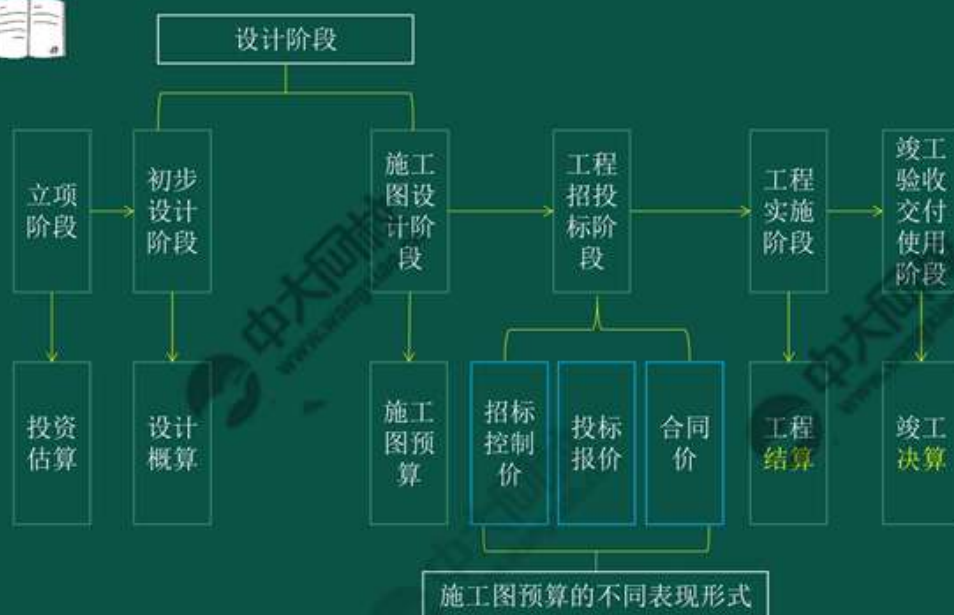 设计阶段
立项
阶段
初步
设计
阶段
施工
图设
计阶
段
工程
招投
标阶
段
工程
实施
阶段
竣工
验收
交付
使用
阶段
投资
估算
设计
概算
施工
图预
算
招标
控制
价
投标
报价
合同
价
工程
结算
竣工
决算
施工图预算的不同表现形式